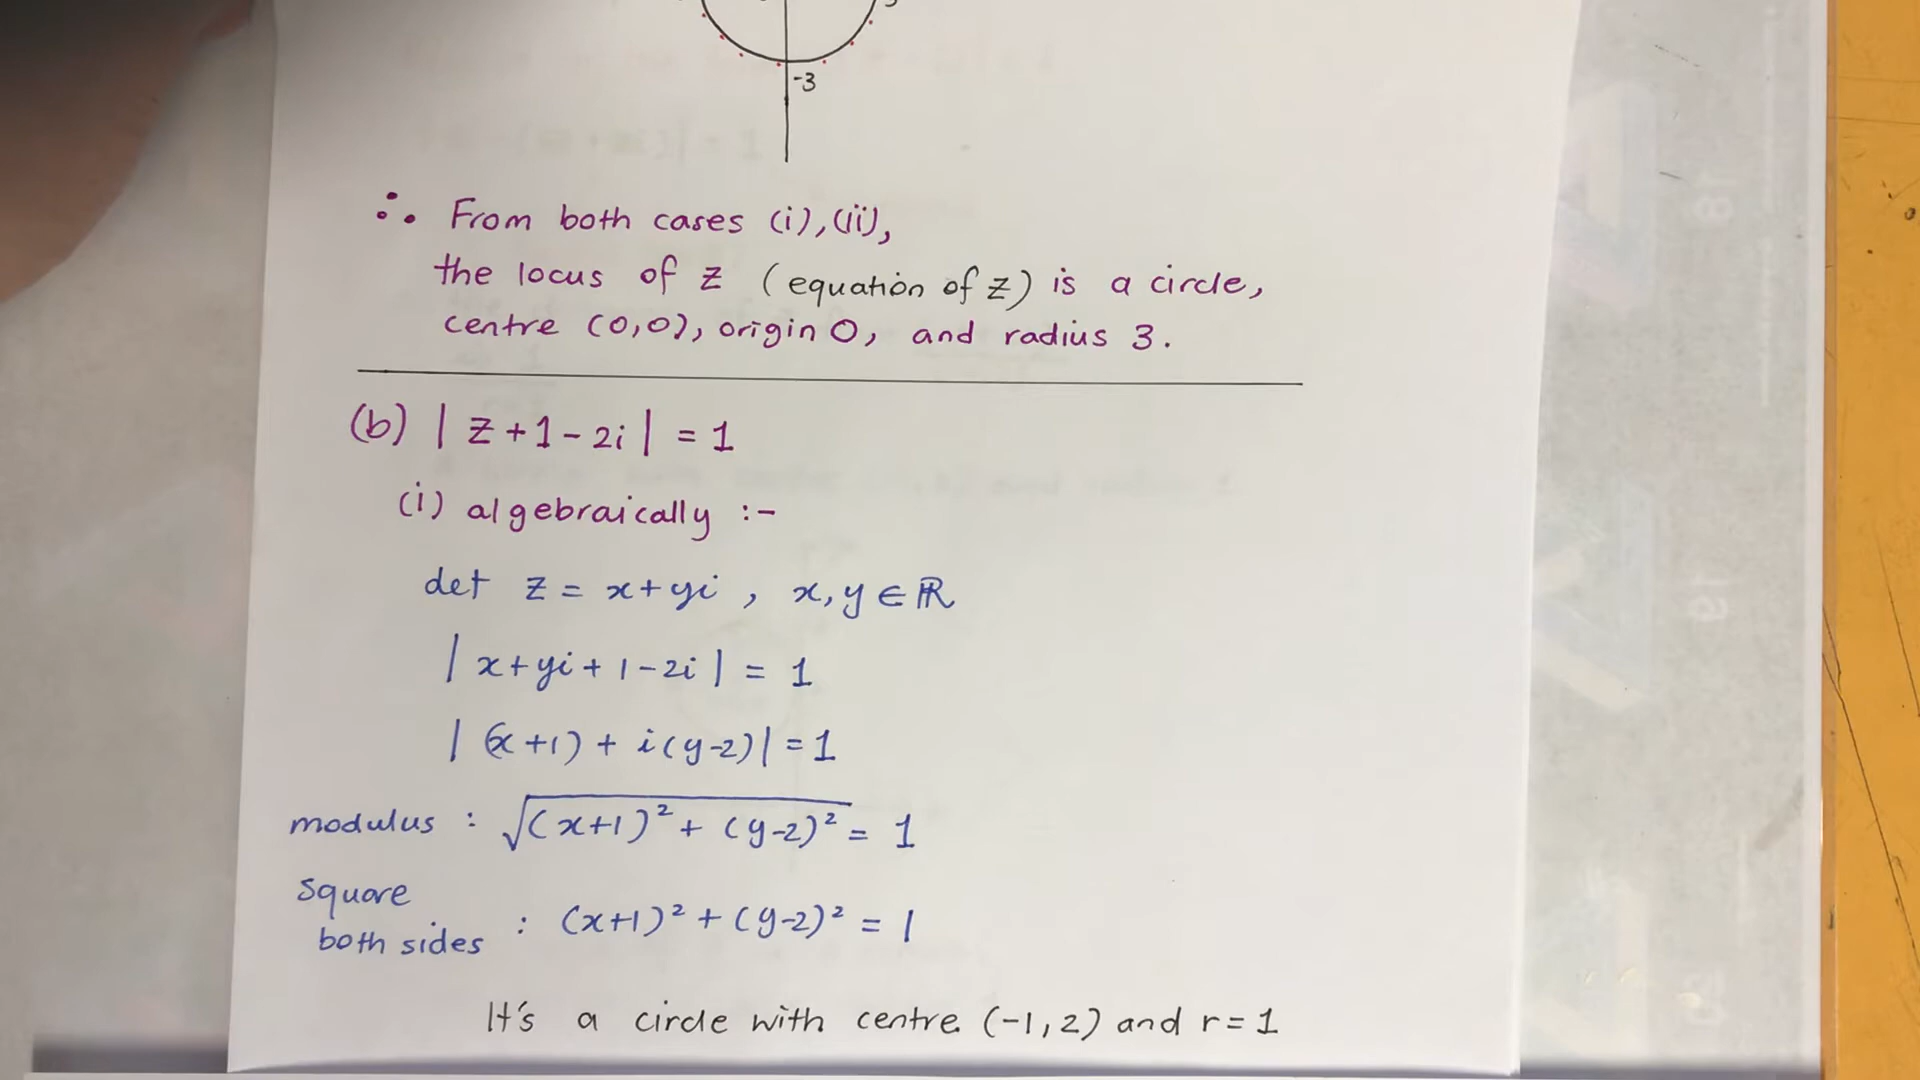 -3
∴ From both cases (i),(ii),
the locus of z (equation of z) is a circle,
centre (0,0), origin O, and radius 3.
(b) | z+1-2i | = 1
(i) algebraically :-
det z = x+yi , x,y ∈ ℝ
| x+yi+1-2i | = 1
| (x+1) + i(y-2)| = 1
modulus : √((x+1)² + (y-2)²) = 1
square
both sides : (x+1)² + (y-2)² = 1
It's a circle with centre (-1,2) and r=1